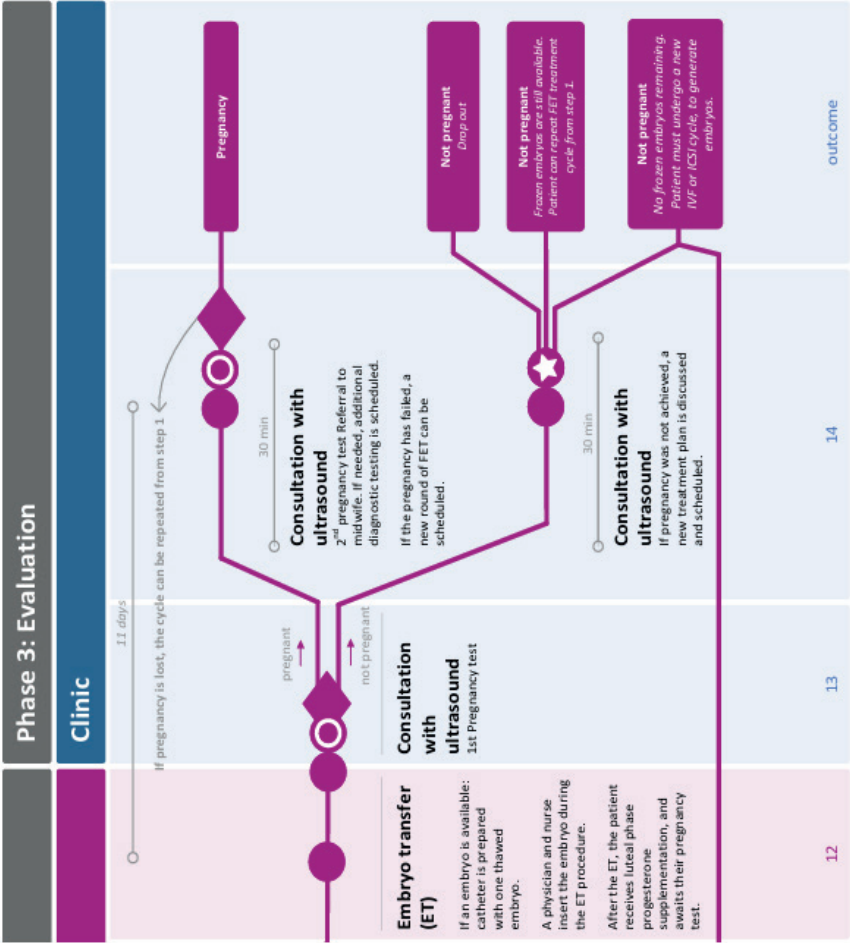 Phase 3: Evaluation
Clinic
11 days
If pregnancy is lost, the cycle can be repeated from step 1
Embryo transfer
(ET)
If an embryo is available:
catheter is prepared
with one thawed
embryo.
A physician and nurse
insert the embryo during
the ET procedure.
After the ET, the patient
receives luteal phase
progesterone
supplementation, and
awaits their pregnancy
test.
12
pregnant
not pregnant
Consultation
with
ultrasound
1st Pregnancy test
13
30 min
Consultation with
ultrasound
2nd pregnancy test Referral to
midwife. If needed, additional
diagnostic testing is scheduled.
If the pregnancy has failed, a
new round of FET can be
scheduled.
30 min
Consultation with
ultrasound
If pregnancy was not achieved, a
new treatment plan is discussed
and scheduled.
14
Pregnancy
Not pregnant
Drop out
Not pregnant
Frozen embryos are still available.
Patient can repeat FET treatment
cycle from step 1.
Not pregnant
No frozen embryos remaining.
Patient must undergo a new
IVF or ICSI cycle, to generate
embryos.
outcome